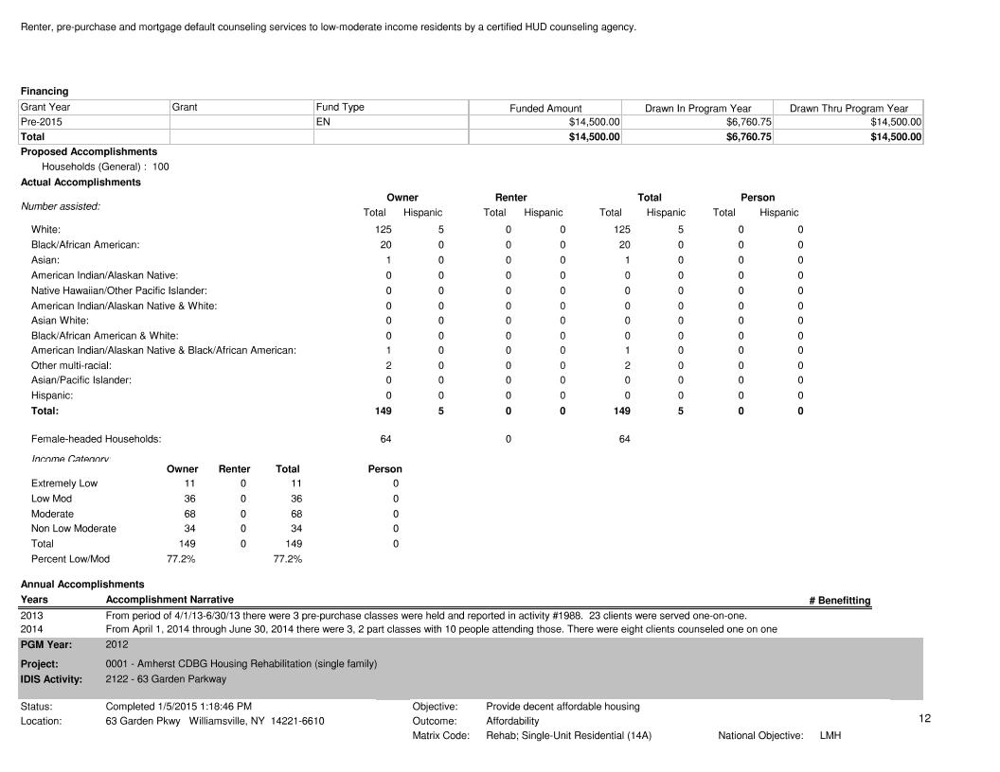 Renter, pre-purchase and mortgage default counseling services to low-moderate income residents by a certified HUD counseling agency.
Financing
Grant Year Grant Fund Type Funded Amount Drawn In Program Year Drawn Thru Program Year
Pre-2015 EN $14,500.00 $6,760.75 $14,500.00
Total $14,500.00 $6,760.75 $14,500.00
Proposed Accomplishments
Households (General) : 100
Actual Accomplishments
Owner Renter Total Person
Number assisted: Total Hispanic Total Hispanic Total Hispanic Total Hispanic
White: 125 5 0 0 125 5 0 0
Black/African American: 20 0 0 0 20 0 0 0
Asian: 1 0 0 0 1 0 0 0
American Indian/Alaskan Native: 0 0 0 0 0 0 0 0
Native Hawaiian/Other Pacific Islander: 0 0 0 0 0 0 0 0
American Indian/Alaskan Native & White: 0 0 0 0 0 0 0 0
Asian White: 0 0 0 0 0 0 0 0
Black/African American & White: 0 0 0 0 0 0 0 0
American Indian/Alaskan Native & Black/African American: 1 0 0 0 1 0 0 0
Other multi-racial: 2 0 0 0 2 0 0 0
Asian/Pacific Islander: 0 0 0 0 0 0 0 0
Hispanic: 0 0 0 0 0 0 0 0
Total: 149 5 0 0 149 5 0 0
Female-headed Households: 64 0 64
Income Category:
Owner Renter Total Person
Extremely Low 11 0 11 0
Low Mod 36 0 36 0
Moderate 68 0 68 0
Non Low Moderate 34 0 34 0
Total 149 0 149 0
Percent Low/Mod 77.2% 77.2%
Annual Accomplishments
Years Accomplishment Narrative # Benefitting
2013 From period of 4/1/13-6/30/13 there were 3 pre-purchase classes were held and reported in activity #1988. 23 clients were served one-on-one.
2014 From April 1, 2014 through June 30, 2014 there were 3, 2 part classes with 10 people attending those. There were eight clients counseled one on one
PGM Year: 2012
Project: 0001 - Amherst CDBG Housing Rehabilitation (single family)
IDIS Activity: 2122 - 63 Garden Parkway
Status: Completed 1/5/2015 1:18:46 PM Objective: Provide decent affordable housing
Location: 63 Garden Pkwy Williamsville, NY 14221-6610 Outcome: Affordability
Matrix Code: Rehab; Single-Unit Residential (14A) National Objective: LMH
12